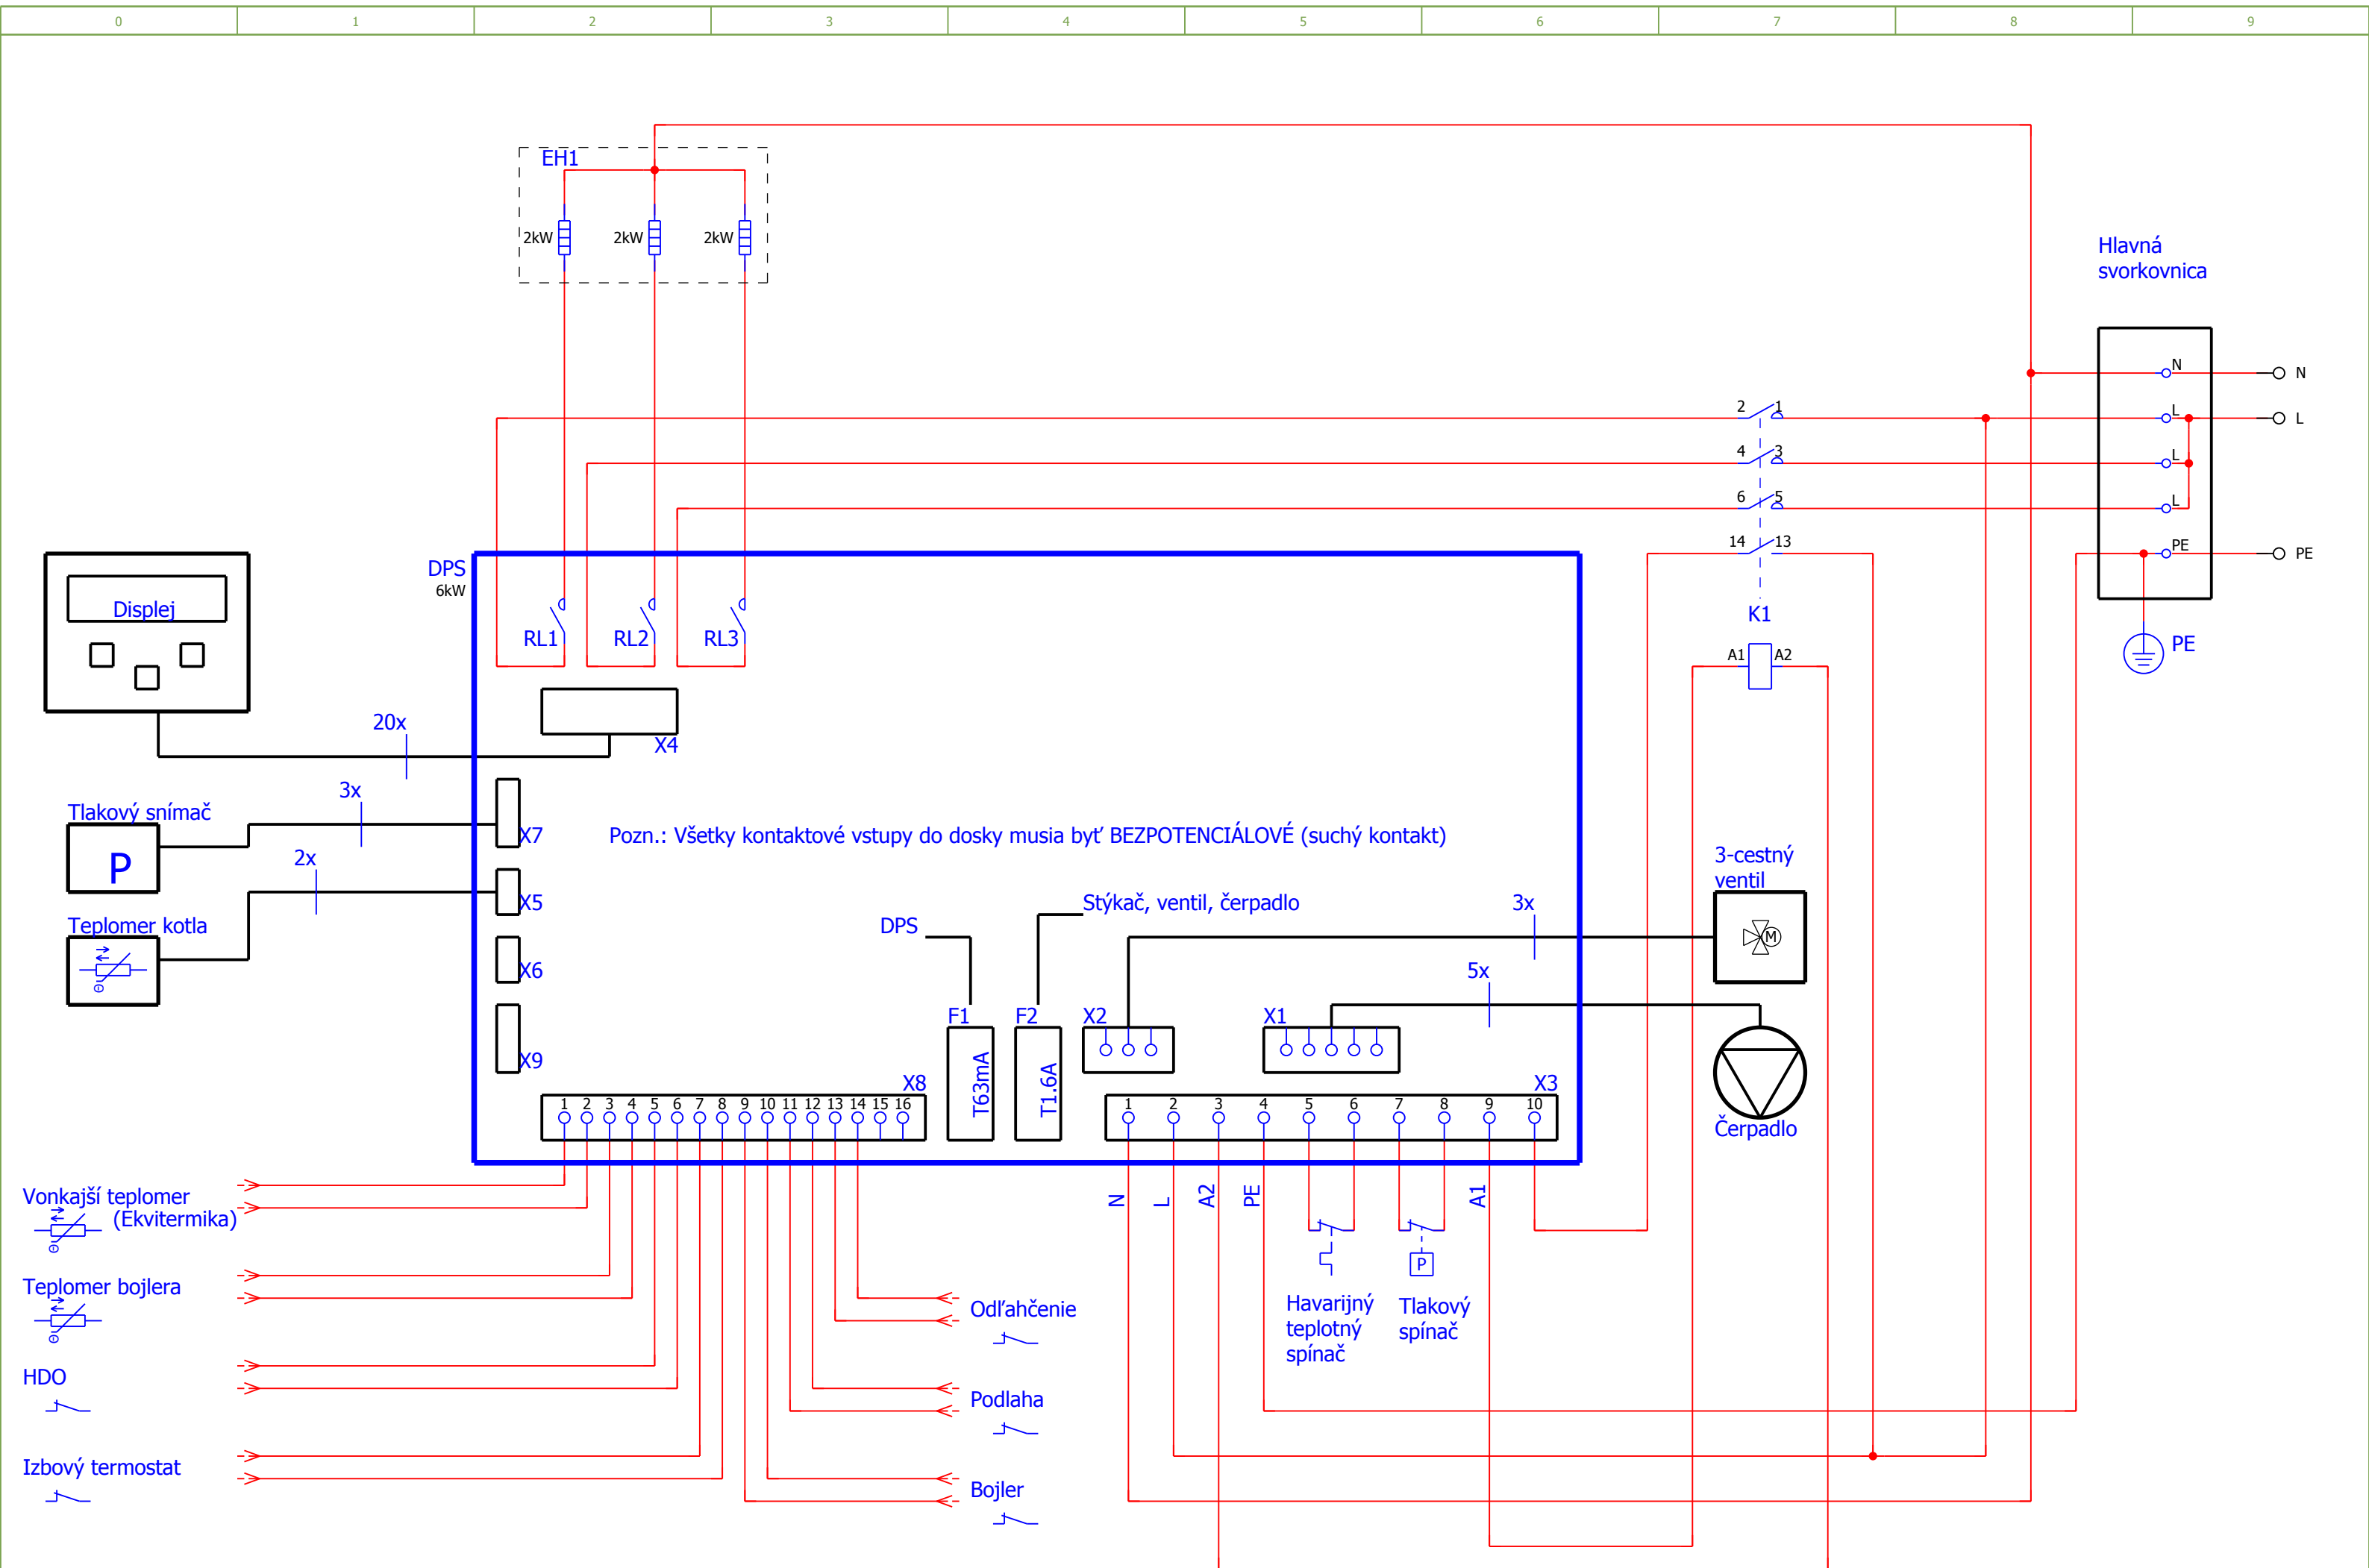 0 1 2 3 4 5 6 7 8 9
EH1
2kW 2kW 2kW
Hlavná
svorkovnica
N N
2 1 L L
4 3 L
6 5 L
14 13 PE PE
DPS
6kW
K1
Displej
RL1 RL2 RL3
A1 A2
PE
20x
X4
3x
Tlakový snímač
P
X7
Pozn.: Všetky kontaktové vstupy do dosky musia byť BEZPOTENCIÁLOVÉ (suchý kontakt)
2x
3-cestný
ventil
M
X5
Stýkač, ventil, čerpadlo
3x
Teplomer kotla
DPS
X6
5x
F1 F2 X2 X1
T63mA T1.6A
X9
X8 X3
1 2 3 4 5 6 7 8 9 10 11 12 13 14 15 16
1 2 3 4 5 6 7 8 9 10
Čerpadlo
N L A2 PE A1
Vonkajší teplomer
(Ekvitermika)
P
Teplomer bojlera
Odľahčenie
Havarijný
teplotný
spínač
Tlakový
spínač
HDO
Podlaha
Izbový termostat
Bojler